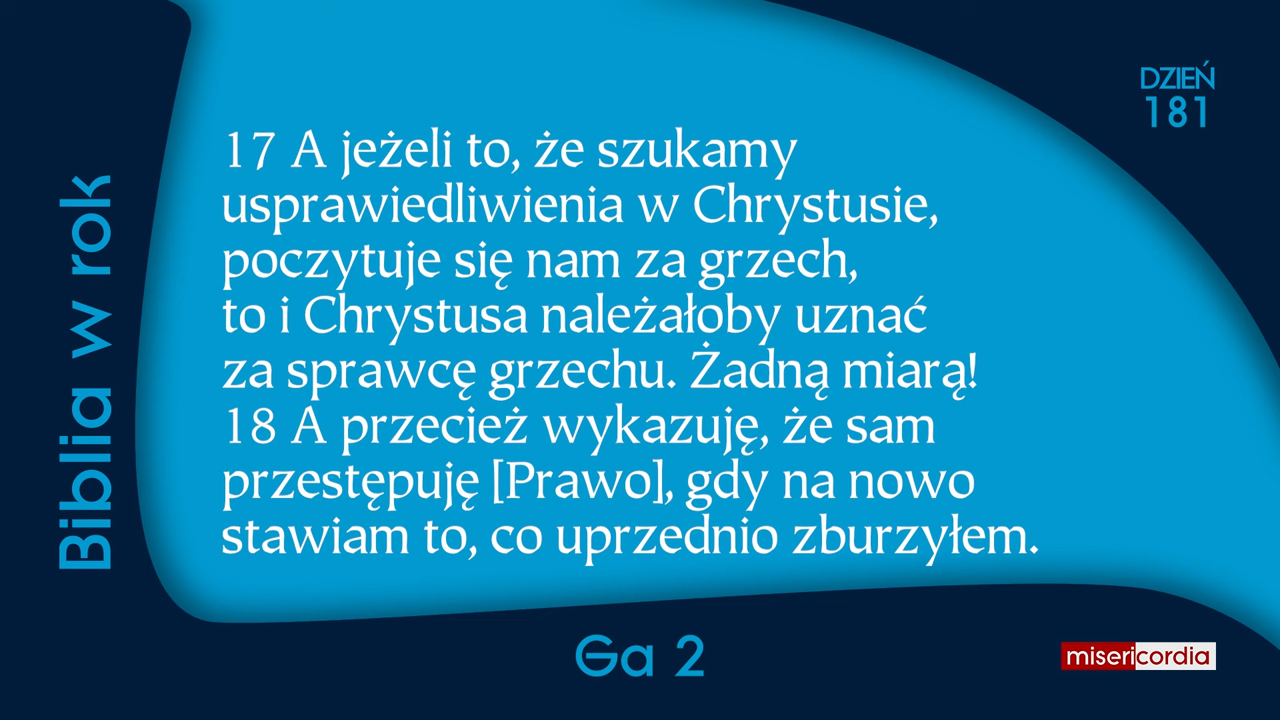 DZIEŃ
181
17 A jeżeli to, że szukamy
usprawiedliwienia w Chrystusie,
poczytuje się nam za grzech,
to i Chrystusa należałoby uznać
za sprawcę grzechu. Żadną miarą!
18 A przecież wykazuję, że sam
przestępuję [Prawo], gdy na nowo
stawiam to, co uprzednio zburzyłem.
Biblia w rok
Ga 2
misericordia